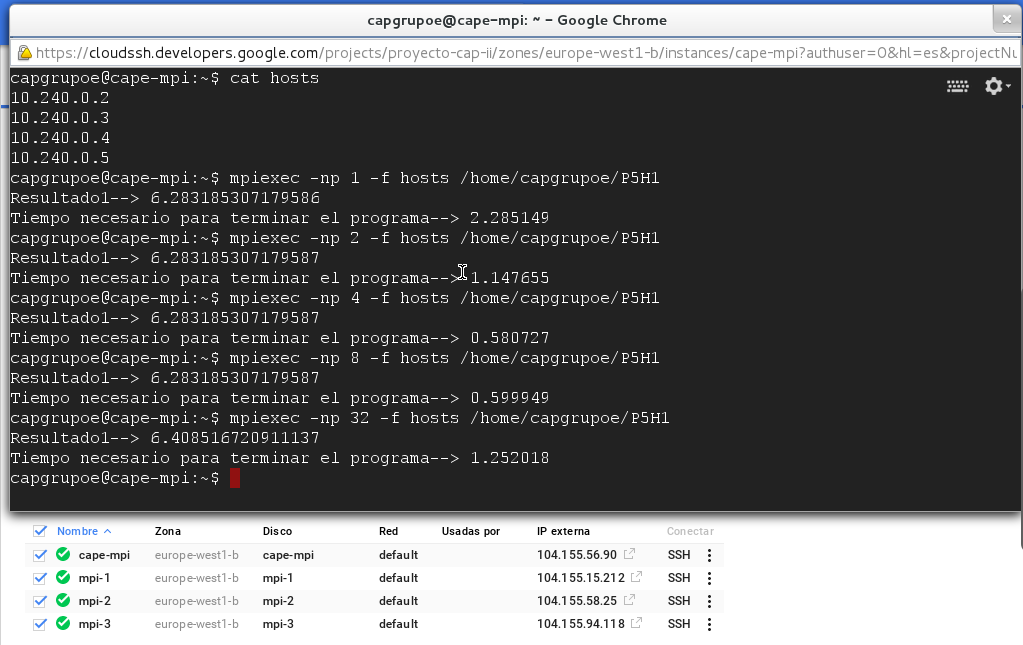 capgrupoe@cape-mpi: ~ - Google Chrome
https://cloudssh.developers.google.com/projects/proyecto-cap-ii/zones/europe-west1-b/instances/cape-mpi?authuser=0&hl=es&projectNu
capgrupoe@cape-mpi:~$ cat hosts
10.240.0.2
10.240.0.3
10.240.0.4
10.240.0.5
capgrupoe@cape-mpi:~$ mpiexec -np 1 -f hosts /home/capgrupoe/P5H1
Resultado1--> 6.283185307179586
Tiempo necesario para terminar el programa--> 2.285149
capgrupoe@cape-mpi:~$ mpiexec -np 2 -f hosts /home/capgrupoe/P5H1
Resultado1--> 6.283185307179587
Tiempo necesario para terminar el programa--> 1.147655
capgrupoe@cape-mpi:~$ mpiexec -np 4 -f hosts /home/capgrupoe/P5H1
Resultado1--> 6.283185307179587
Tiempo necesario para terminar el programa--> 0.580727
capgrupoe@cape-mpi:~$ mpiexec -np 8 -f hosts /home/capgrupoe/P5H1
Resultado1--> 6.283185307179587
Tiempo necesario para terminar el programa--> 0.599949
capgrupoe@cape-mpi:~$ mpiexec -np 32 -f hosts /home/capgrupoe/P5H1
Resultado1--> 6.408516720911137
Tiempo necesario para terminar el programa--> 1.252018
capgrupoe@cape-mpi:~$
Nombre Zona Disco Red Usadas por IP externa Conectar
cape-mpi europe-west1-b cape-mpi default 104.155.56.90 SSH
mpi-1 europe-west1-b mpi-1 default 104.155.15.212 SSH
mpi-2 europe-west1-b mpi-2 default 104.155.58.25 SSH
mpi-3 europe-west1-b mpi-3 default 104.155.94.118 SSH